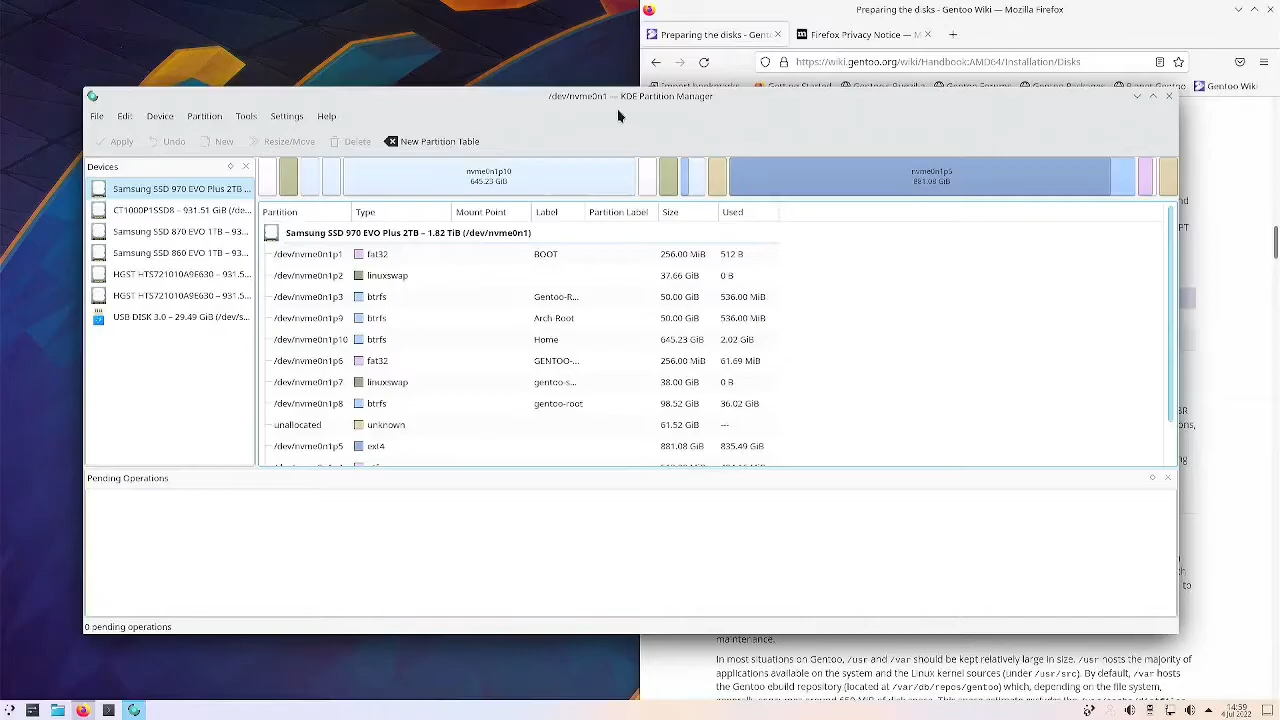 Preparing the disks - Gentoo Wiki — Mozilla Firefox
Preparing the disks - Gent
Firefox Privacy Notice — M
https://wiki.gentoo.org/wiki/Handbook:AMD64/Installation/Disks
Gentoo Wiki
/dev/nvme0n1 — KDE Partition Manager
File Edit Device Partition Tools Settings Help
Apply Undo New Resize/Move Delete New Partition Table
Devices
Samsung SSD 970 EVO Plus 2TB ...
CT1000P1SSD8 – 931.51 GiB (/de...
Samsung SSD 870 EVO 1TB – 93...
Samsung SSD 860 EVO 1TB – 93...
HGST HTS721010A9E630 – 931.5...
HGST HTS721010A9E630 – 931.5...
USB DISK 3.0 – 29.49 GiB (/dev/s...
nvme0n1p10
645.23 GiB
nvme0n1p5
881.08 GiB
Partition Type Mount Point Label Partition Label Size Used
Samsung SSD 970 EVO Plus 2TB – 1.82 TiB (/dev/nvme0n1)
/dev/nvme0n1p1 fat32 BOOT 256.00 MiB 512 B
/dev/nvme0n1p2 linuxswap 37.66 GiB 0 B
/dev/nvme0n1p3 btrfs Gentoo-R... 50.00 GiB 536.00 MiB
/dev/nvme0n1p9 btrfs Arch-Root 50.00 GiB 536.00 MiB
/dev/nvme0n1p10 btrfs Home 645.23 GiB 2.02 GiB
/dev/nvme0n1p6 fat32 GENTOO-... 256.00 MiB 61.69 MiB
/dev/nvme0n1p7 linuxswap gentoo-s... 38.00 GiB 0 B
/dev/nvme0n1p8 btrfs gentoo-root 98.52 GiB 36.02 GiB
unallocated unknown 61.52 GiB ---
/dev/nvme0n1p5 ext4 881.08 GiB 835.49 GiB
Pending Operations
0 pending operations
maintenance.
In most situations on Gentoo, /usr and /var should be kept relatively large in size. /usr hosts the majority of
applications available on the system and the Linux kernel sources (under /usr/src). By default, /var hosts
the Gentoo ebuild repository (located at /var/db/repos/gentoo) which, depending on the file system,
14:59
4 Jul 2022